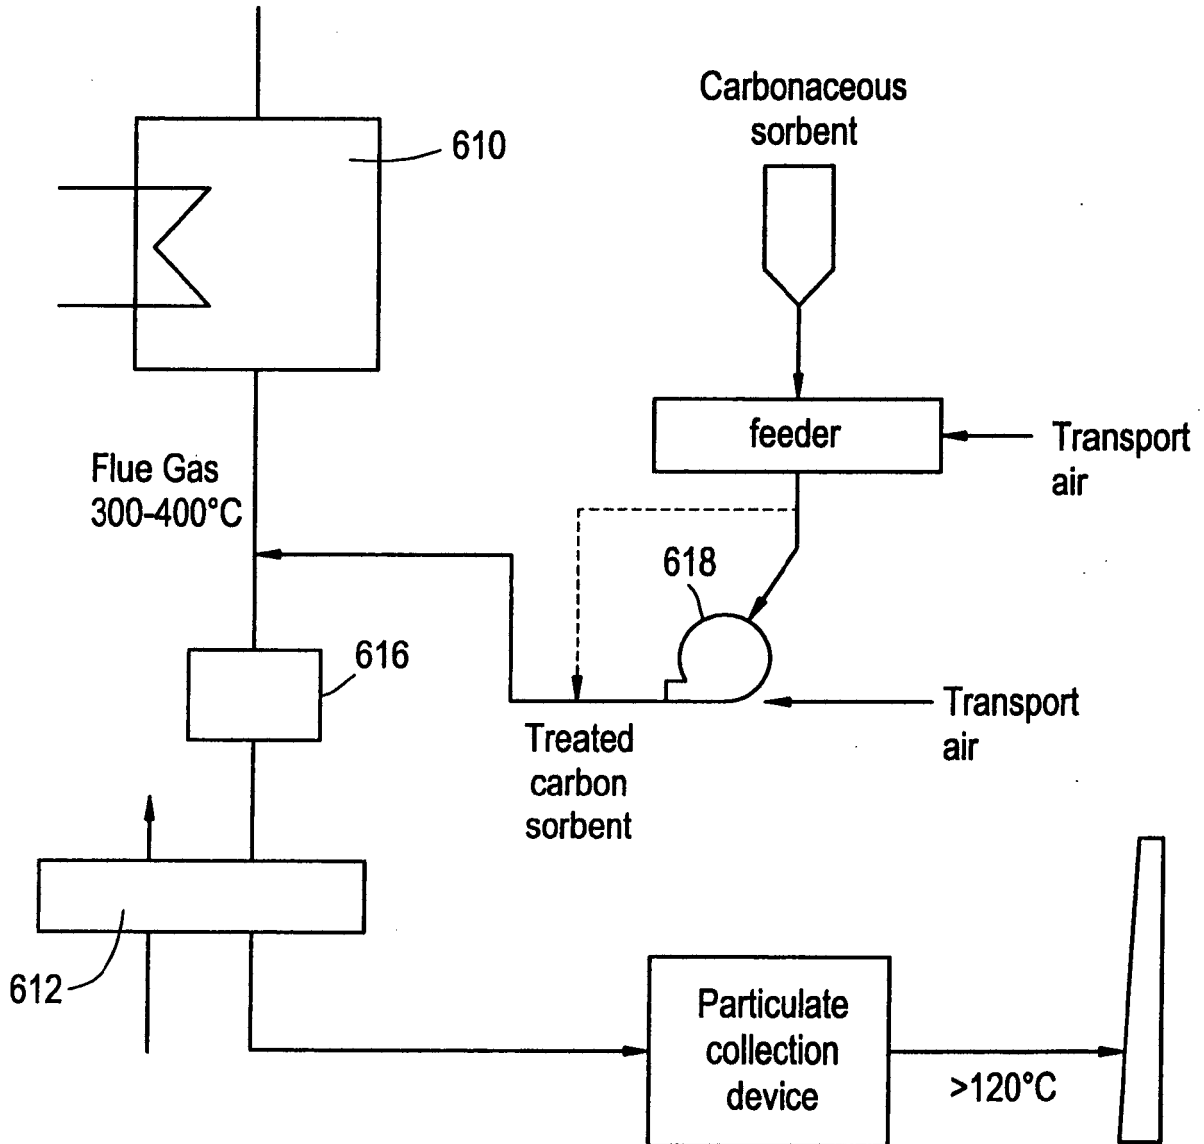 Carbonaceous
sorbent
610
feeder
Transport
air
Flue Gas
300-400°C
618
616
Transport
air
Treated
carbon
sorbent
612
Particulate
collection
device
>120°C